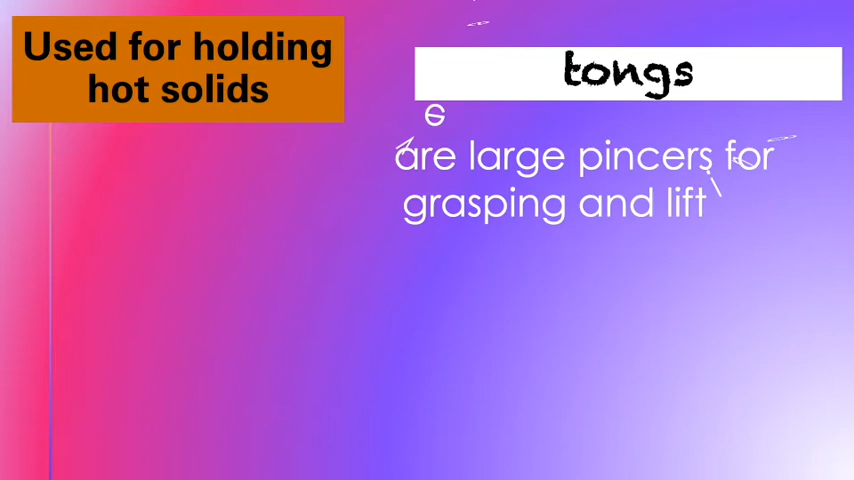 Used for holding
hot solids
tongs
are large pincers for
grasping and lift